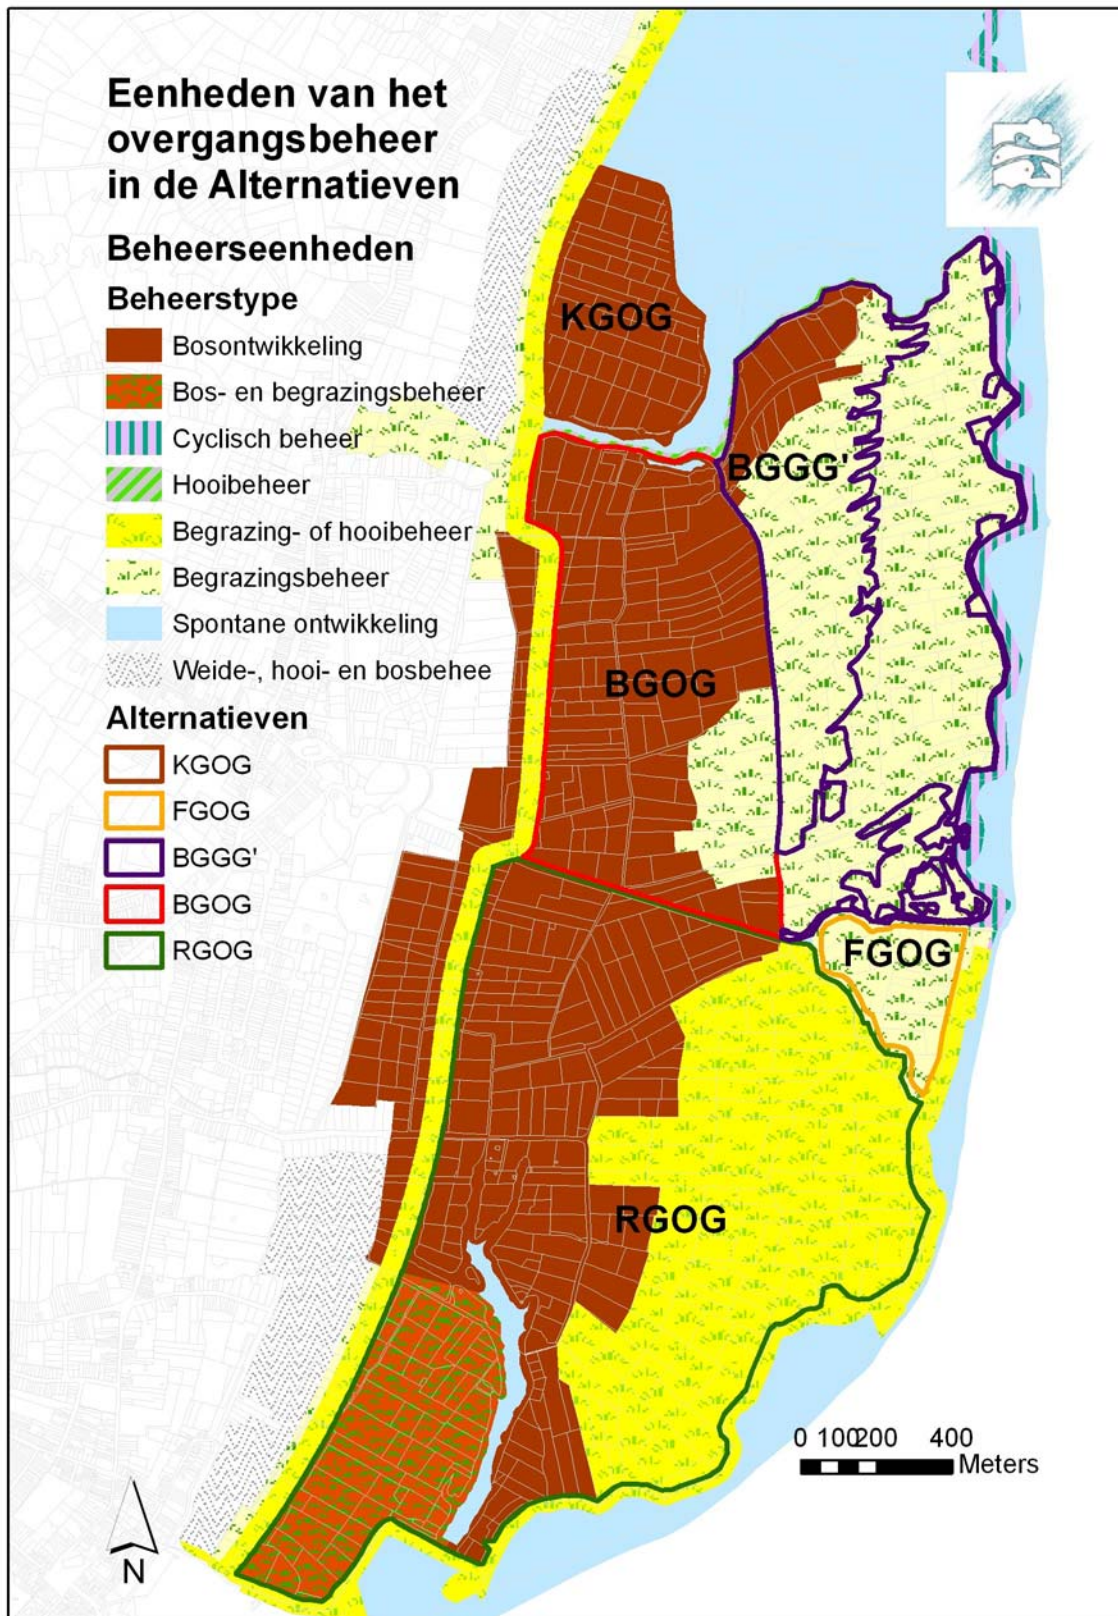 Eenheden van het
overgangsbeheer
in de Alternatieven
Beheerseenheden
Beheerstype
Bosontwikkeling
Bos- en begrazingsbeheer
Cyclisch beheer
Hooibeheer
Begrazing- of hooibeheer
Begrazingsbeheer
Spontane ontwikkeling
Weide-, hooi- en bosbehee
Alternatieven
KGOG
FGOG
BGGG'
BGOG
RGOG
KGOG
BGGG'
BGOG
FGOG
RGOG
0 100200 400
Meters
N